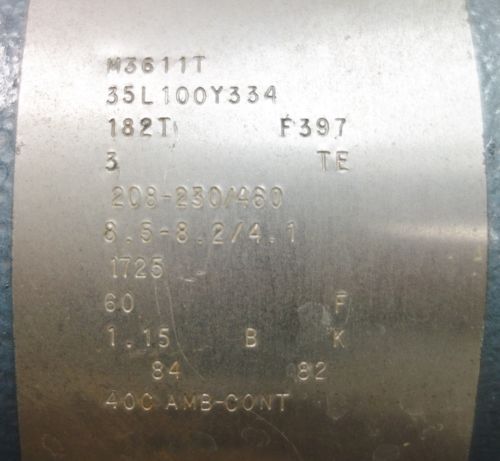 M3611T
35L100Y334
182T F397
3 TE
208-230/460
8.5-8.2/4.1
1725
60 F
1.15 B K
84 82
40C AMB-CONT